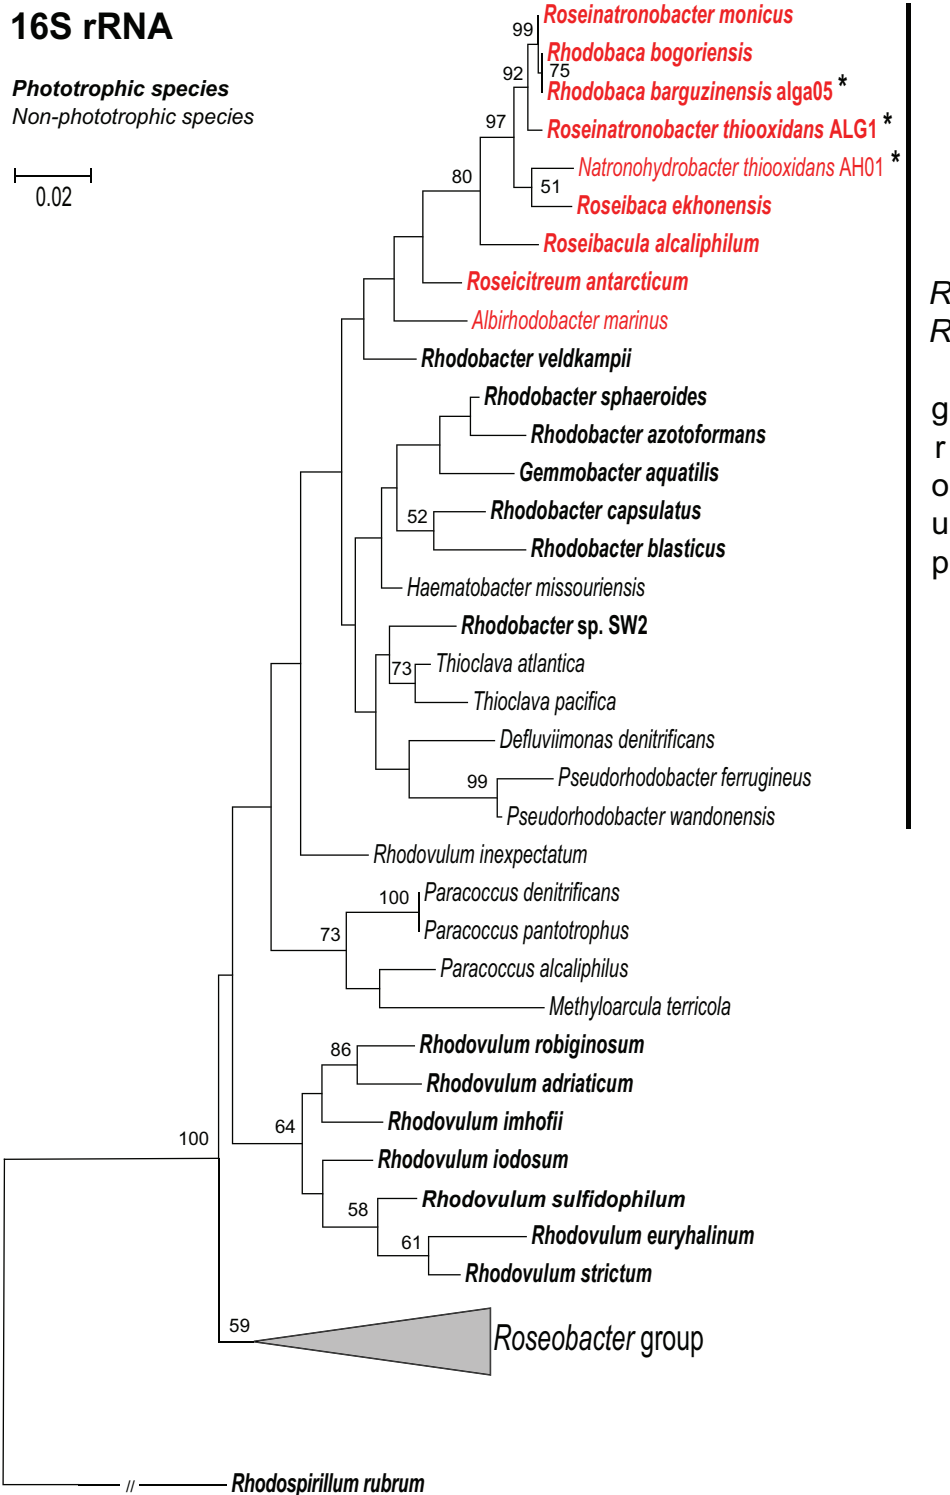 16S rRNA
Phototrophic species
Non-phototrophic species
0.02
Roseinatronobacter monicus
99
Rhodobaca bogoriensis
92
75
Rhodobaca barguzinensis alga05 *
97
Roseinatronobacter thiooxidans ALG1 *
Natronohydrobacter thiooxidans AH01 *
80
51
Roseibaca ekhonensis
Roseibacula alcaliphilum
Roseicitreum antarcticum
R
Albirhodobacter marinus
R
Rhodobacter veldkampii
Rhodobacter sphaeroides
g
Rhodobacter azotoformans
r
Gemmobacter aquatilis
o
Rhodobacter capsulatus
52
u
Rhodobacter blasticus
p
Haematobacter missouriensis
Rhodobacter sp. SW2
Thioclava atlantica
73
Thioclava pacifica
Defluviimonas denitrificans
Pseudorhodobacter ferrugineus
99
Pseudorhodobacter wandonensis
Rhodovulum inexpectatum
Paracoccus denitrificans
100
Paracoccus pantotrophus
73
Paracoccus alcaliphilus
Methyloarcula terricola
Rhodovulum robiginosum
86
Rhodovulum adriaticum
Rhodovulum imhofii
64
100
Rhodovulum iodosum
Rhodovulum sulfidophilum
58
Rhodovulum euryhalinum
61
Rhodovulum strictum
59
Roseobacter group
//
Rhodospirillum rubrum